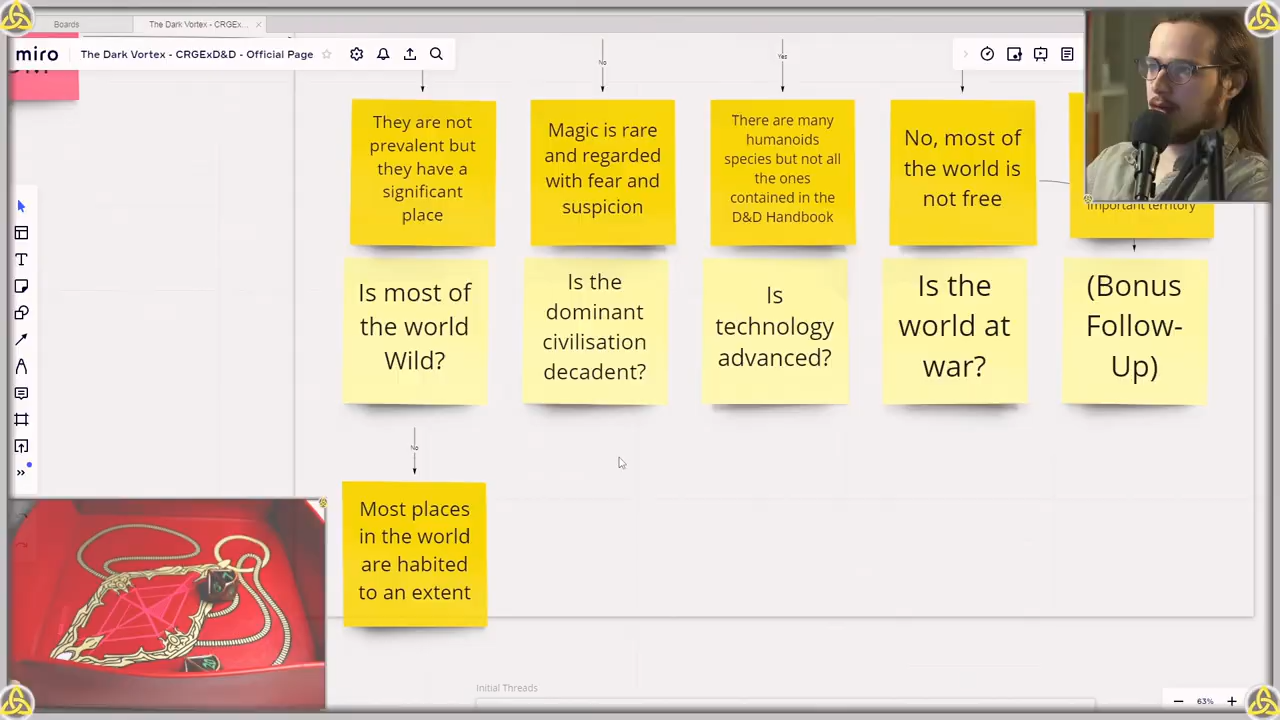 Boards
The Dark Vortex - CRGEx...
miro
The Dark Vortex - CRGExD&D - Official Page
No
Yes
They are not
prevalent but
they have a
significant
place
Magic is rare
and regarded
with fear and
suspicion
There are many
humanoids
species but not all
the ones
contained in the
D&D Handbook
No, most of
the world is
not free
important territory
Is most of
the world
Wild?
Is the
dominant
civilisation
decadent?
Is
technology
advanced?
Is the
world at
war?
(Bonus
Follow-
Up)
No
Most places
in the world
are habited
to an extent
Initial Threads
63%